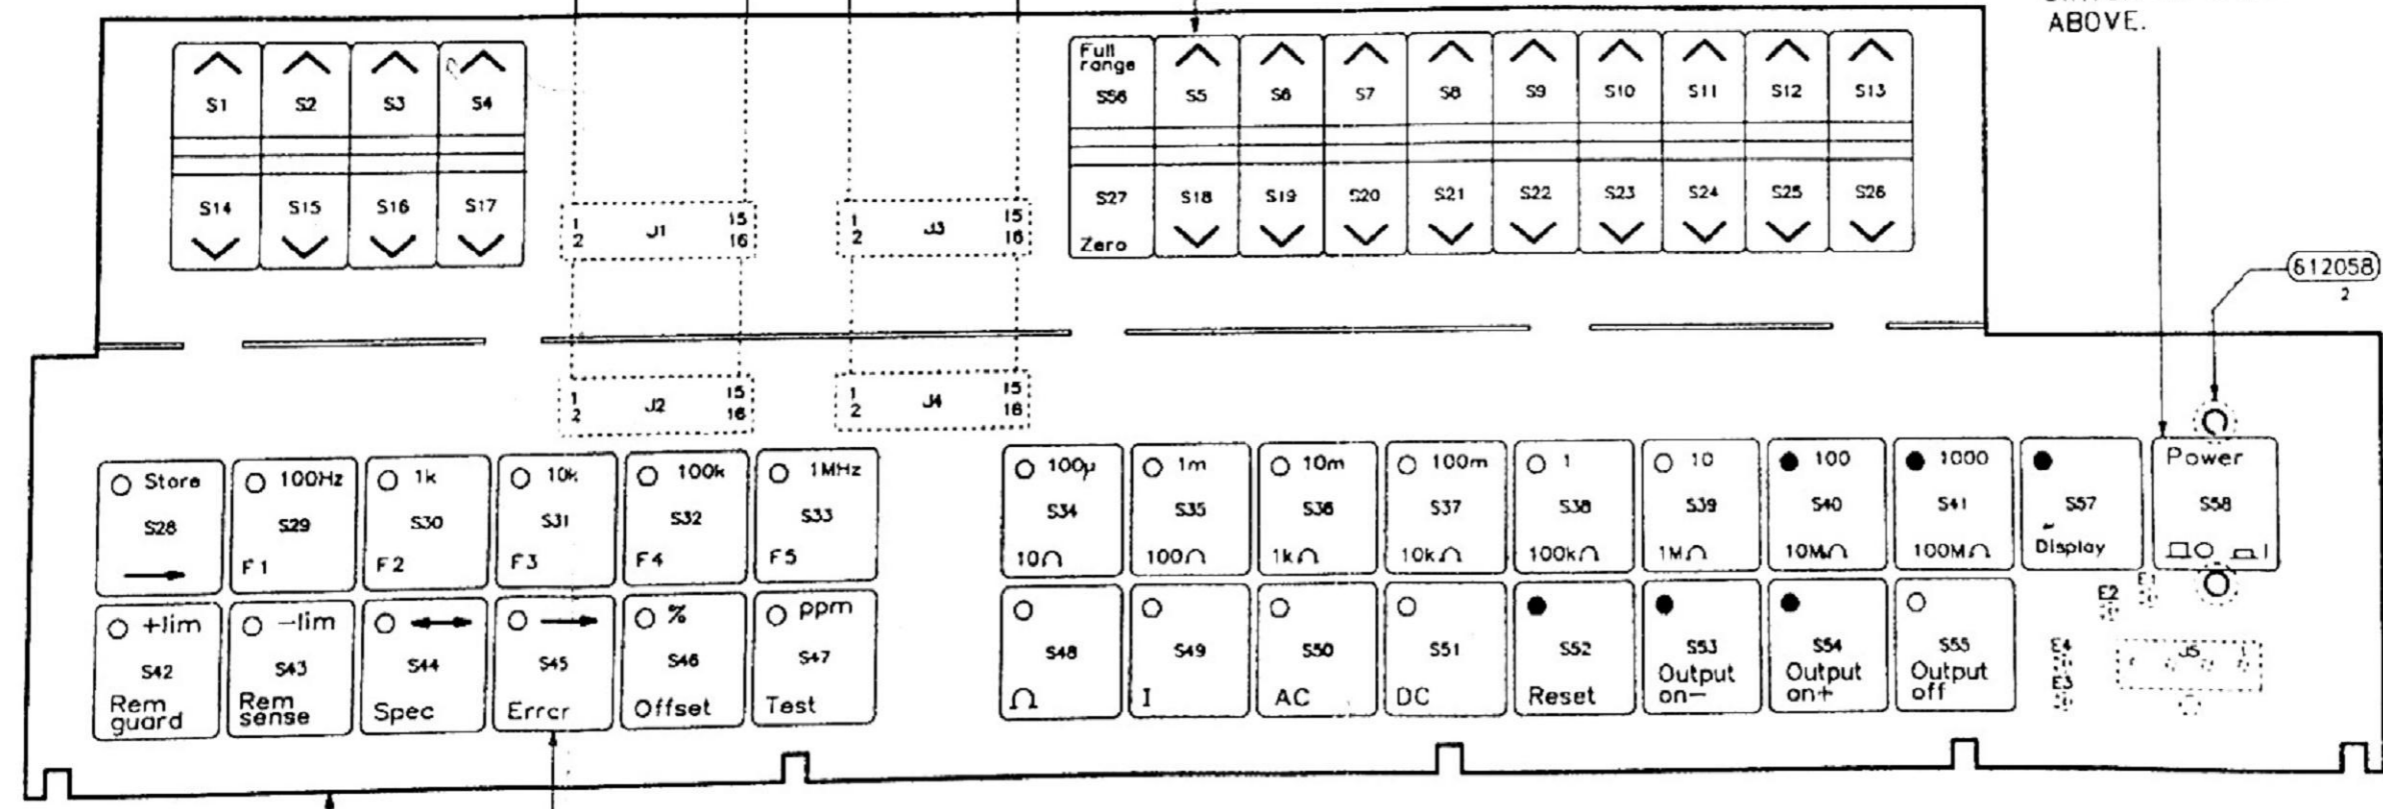 ABOVE.
S1 S2 S3 S4
Full
range
S56 S5 S6 S7 S8 S9 S10 S11 S12 S13
S14 S15 S16 S17
1 15
2 J1 16
1 15
2 J3 16
S27 S18 S19 S20 S21 S22 S23 S24 S25 S26
Zero
612058
2
1 15
2 J2 16
1 15
2 J4 16
Store 100Hz 1k 10k 100k 1MHz
S28 S29 S30 S31 S32 S33
F1 F2 F3 F4 F5
100µ 1m 10m 100m 1 10 100 1000 Power
S34 S35 S36 S37 S38 S39 S40 S41 S57 S58
10Ω 100Ω 1kΩ 10kΩ 100kΩ 1MΩ 10MΩ 100MΩ Display
+lim −lim % ppm
S42 S43 S44 S45 S46 S47
Rem
guard
Rem
sense
Spec Error Offset Test
S48 S49 S50 S51 S52 S53 S54 S55
Ω I AC DC Reset
Output
on−
Output
on+
Output
off
E1
E2
E4
E3
J5